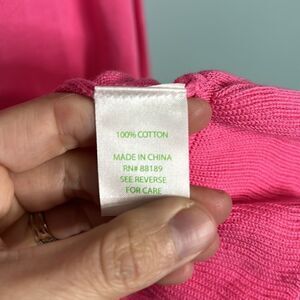 100% COTTON
MADE IN CHINA
RN# 88189
SEE REVERSE
FOR CARE